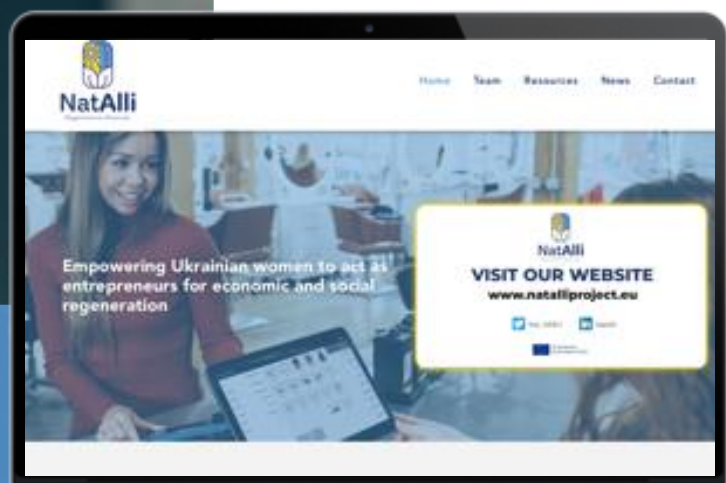 NatAlli
Home Team Resources News Contact
Empowering Ukrainian women to act as
entrepreneurs for economic and social
regeneration
NatAlli
VISIT OUR WEBSITE
www.natalliproject.eu